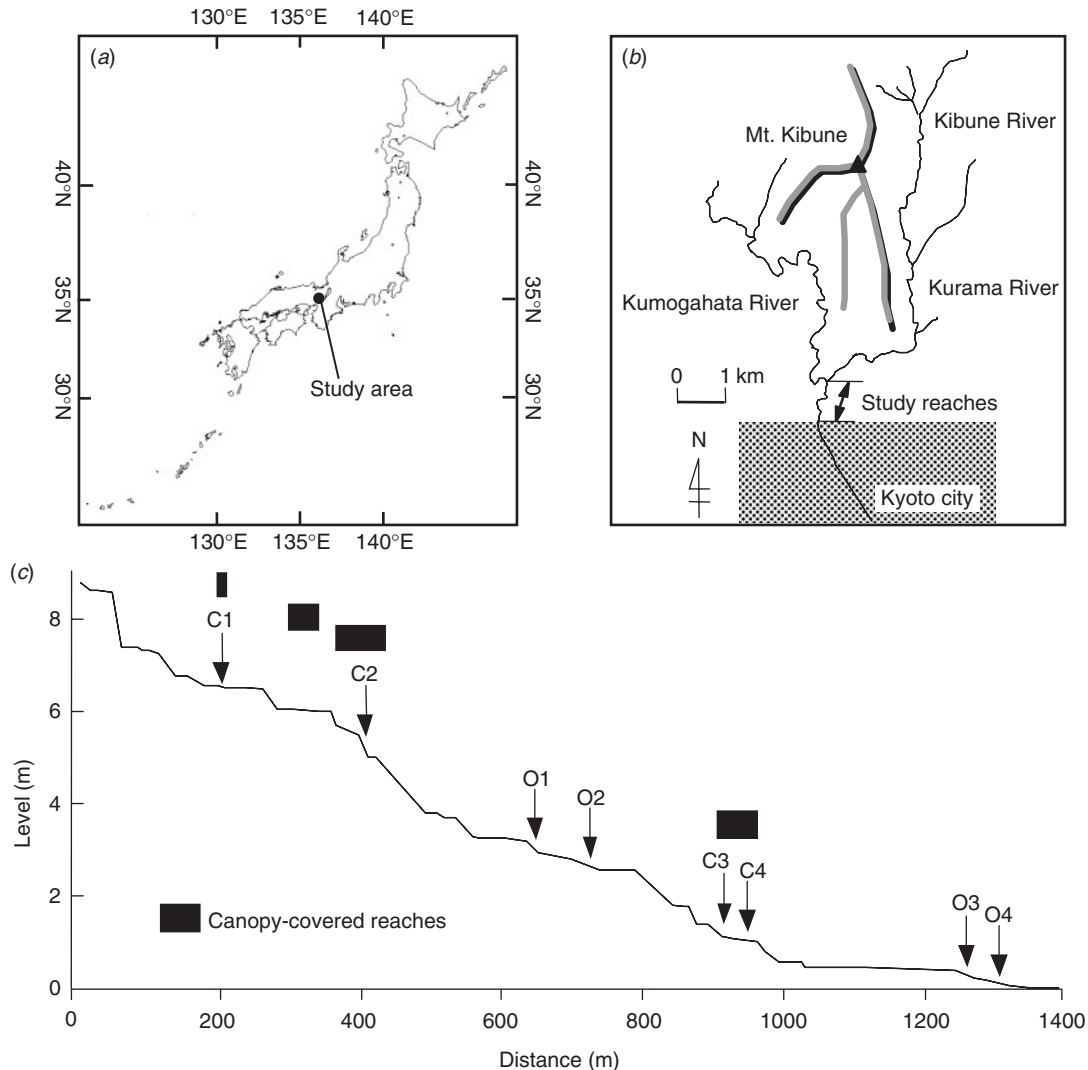 130°E 135°E 140°E
(a)
40°N 40°N
35°N 35°N
30°N 30°N
Study area
130°E 135°E 140°E
(b)
Mt. Kibune
Kibune River
Kumogahata River
Kurama River
0 1 km
Study reaches
N
Kyoto city
(c)
8
6
4
2
0
Level (m)
C1
C2
O1
O2
C3
C4
O3
O4
Canopy-covered reaches
0 200 400 600 800 1000 1200 1400
Distance (m)